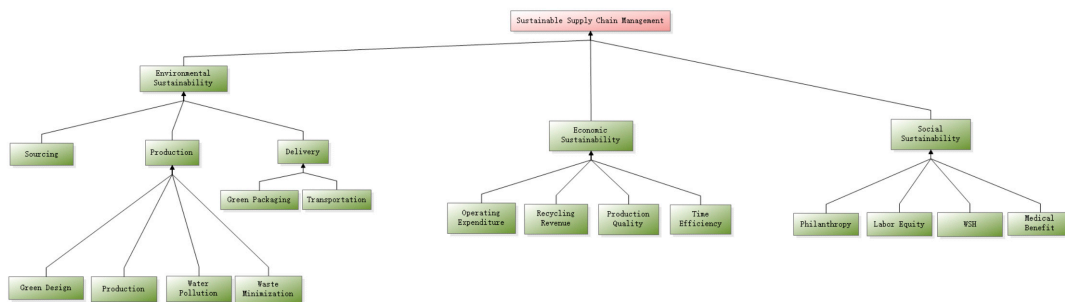 Sustainable Supply Chain Management
Environmental
Sustainability
Economic
Sustainability
Social
Sustainability
Sourcing
Production
Delivery
Green Packaging
Transportation
Operating
Expenditure
Recycling
Revenue
Production
Quality
Time
Efficiency
Philanthropy
Labor Equity
WSH
Medical
Benefit
Green Design
Production
Water
Pollution
Waste
Minimization